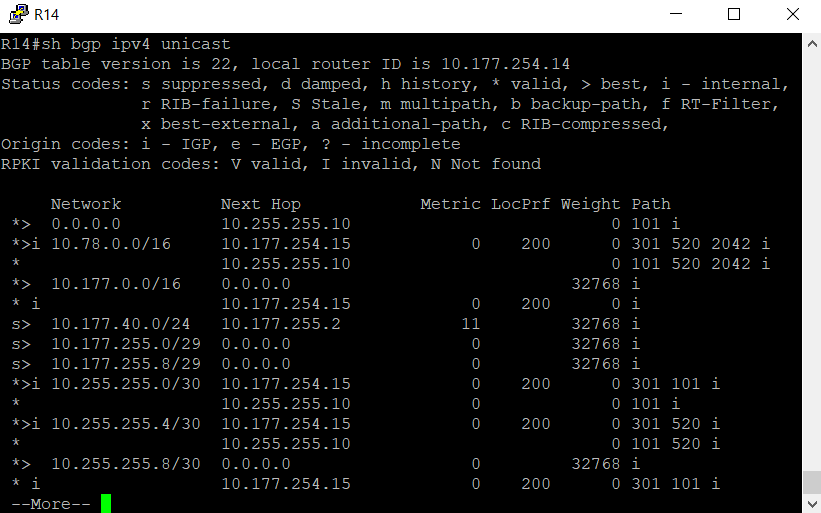 R14
R14#sh bgp ipv4 unicast
BGP table version is 22, local router ID is 10.177.254.14
Status codes: s suppressed, d damped, h history, * valid, > best, i - internal,
              r RIB-failure, S Stale, m multipath, b backup-path, f RT-Filter,
              x best-external, a additional-path, c RIB-compressed,
Origin codes: i - IGP, e - EGP, ? - incomplete
RPKI validation codes: V valid, I invalid, N Not found

     Network          Next Hop            Metric LocPrf Weight Path
 *>  0.0.0.0          10.255.255.10                          0 101 i
 *>i 10.78.0.0/16     10.177.254.15            0    200      0 301 520 2042 i
 *                    10.255.255.10                          0 101 520 2042 i
 *>  10.177.0.0/16    0.0.0.0                            32768 i
 * i                  10.177.254.15            0    200      0 i
 s>  10.177.40.0/24   10.177.255.2            11         32768 i
 s>  10.177.255.0/29  0.0.0.0                  0         32768 i
 s>  10.177.255.8/29  0.0.0.0                  0         32768 i
 *>i 10.255.255.0/30  10.177.254.15            0    200      0 301 101 i
 *                    10.255.255.10            0             0 101 i
 *>i 10.255.255.4/30  10.177.254.15            0    200      0 301 520 i
 *                    10.255.255.10                          0 101 520 i
 *>  10.255.255.8/30  0.0.0.0                  0         32768 i
 * i                  10.177.254.15            0    200      0 301 101 i
 --More--